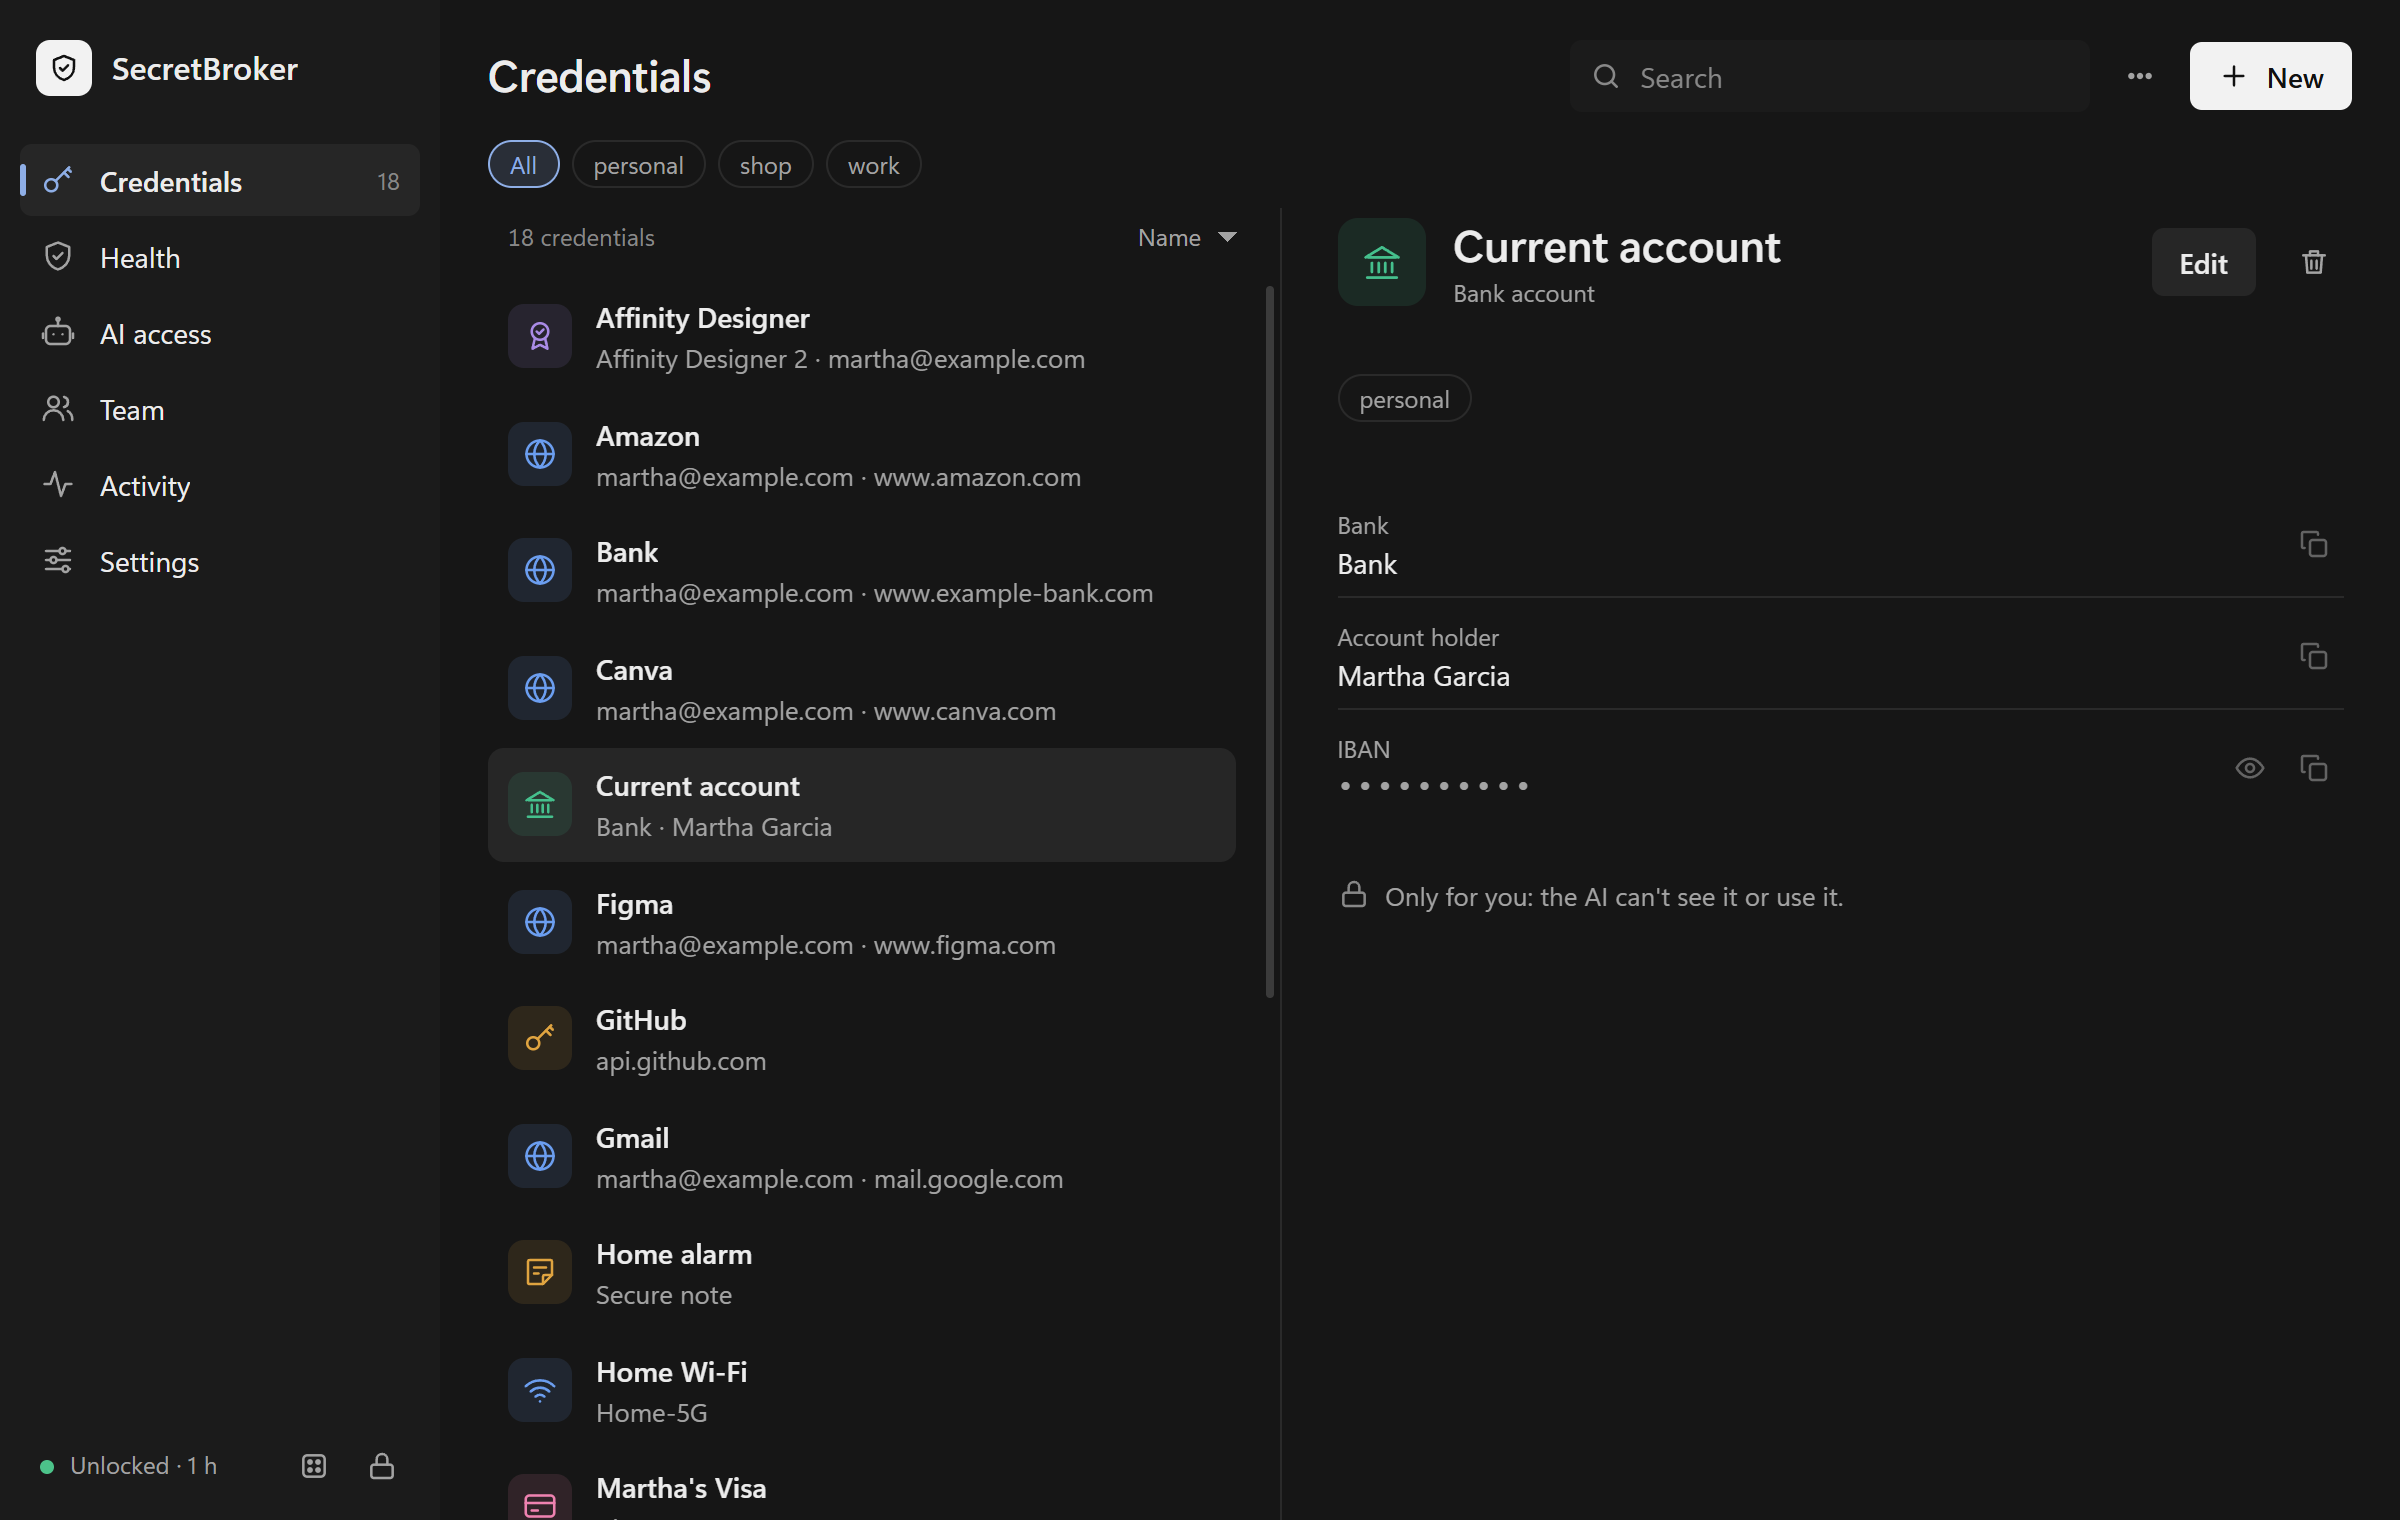 SecretBroker
Credentials
18
Health
AI access
Team
Activity
Settings
Unlocked · 1 h
Credentials
Search
New
All
personal
shop
work
18 credentials
Name
Affinity Designer
Affinity Designer 2 · martha@example.com
Amazon
martha@example.com · www.amazon.com
Bank
martha@example.com · www.example-bank.com
Canva
martha@example.com · www.canva.com
Current account
Bank · Martha Garcia
Figma
martha@example.com · www.figma.com
GitHub
api.github.com
Gmail
martha@example.com · mail.google.com
Home alarm
Secure note
Home Wi-Fi
Home-5G
Martha's Visa
Current account
Bank account
Edit
personal
Bank
Bank
Account holder
Martha Garcia
IBAN
••••••••••
Only for you: the AI can't see it or use it.